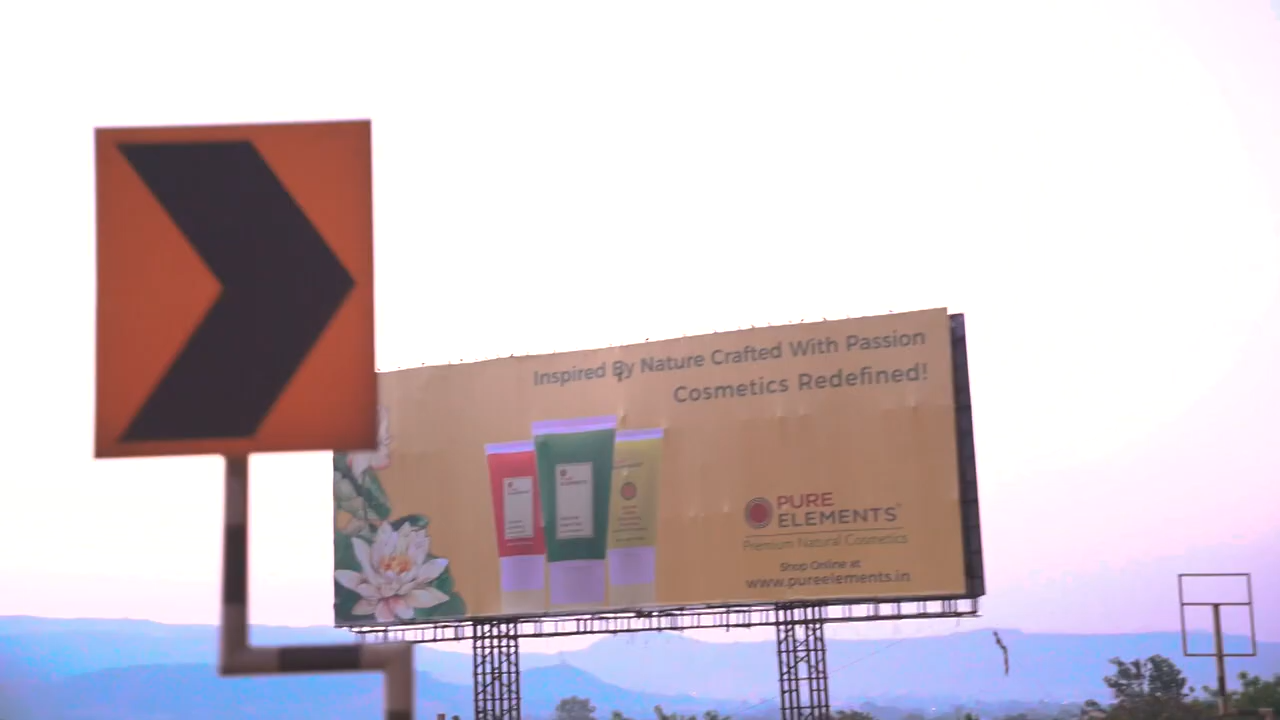 Inspired By Nature Crafted With Passion
Cosmetics Redefined!
PURE
ELEMENTS
Premium Natural Cosmetics
Shop Online at
www.pureelements.in